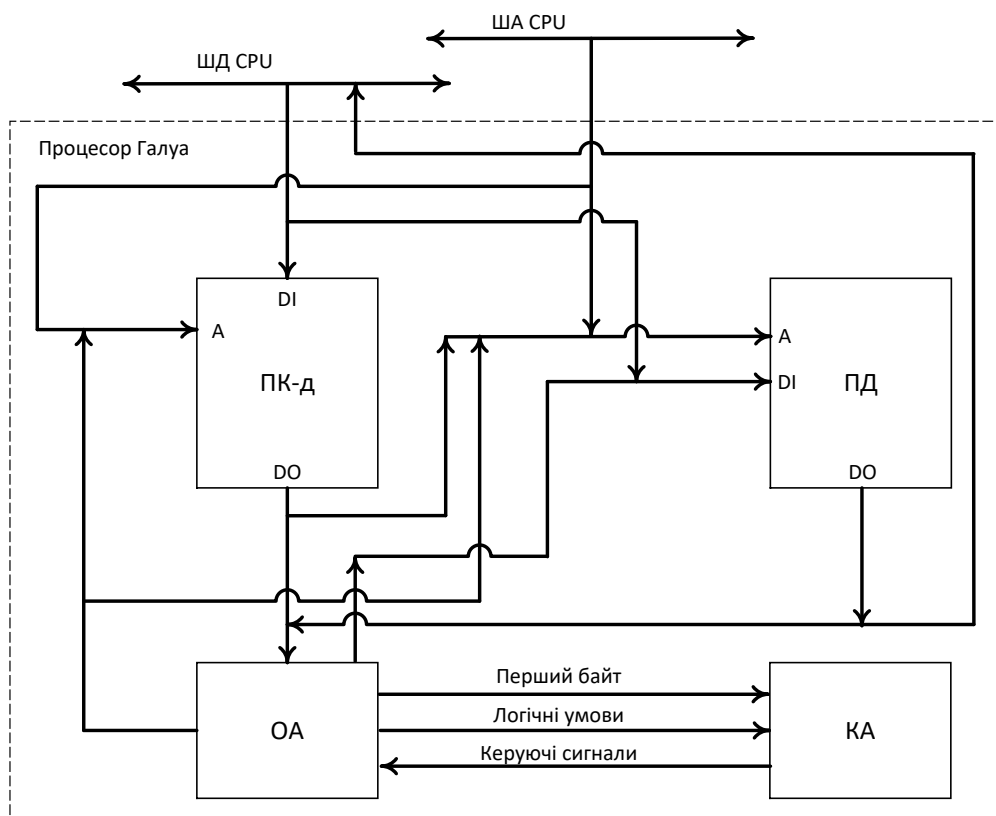 ША CPU
ШД CPU
Процесор Галуа
DI
A
ПК-д
DO
A
DI
ПД
DO
Перший байт
Логічні умови
Керуючі сигнали
ОА
КА